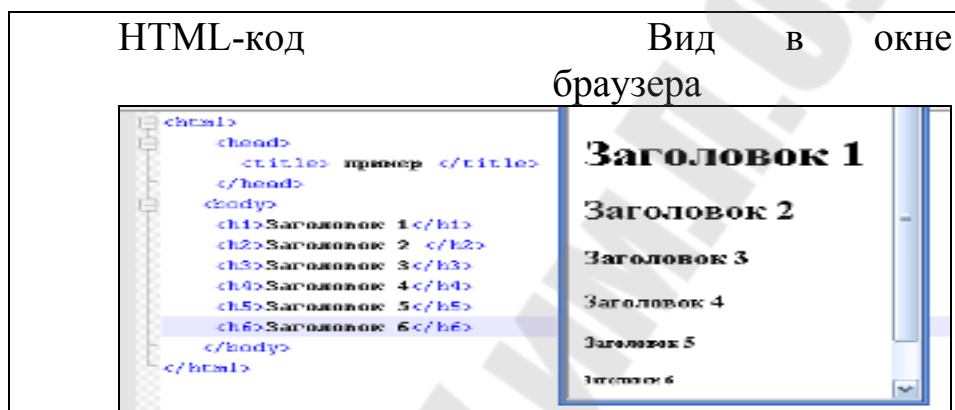 HTML-код Вид в окне
браузера
<html>
<head>
<title> пример </title>
</head>
<body>
<h1>Заголовок 1</h1>
<h2>Заголовок 2 </h2>
<h3>Заголовок 3</h3>
<h4>Заголовок 4</h4>
<h5>Заголовок 5</h5>
<h6>Заголовок 6</h6>
</body>
</html>
Заголовок 1
Заголовок 2
Заголовок 3
Заголовок 4
Заголовок 5
Заголовок 6